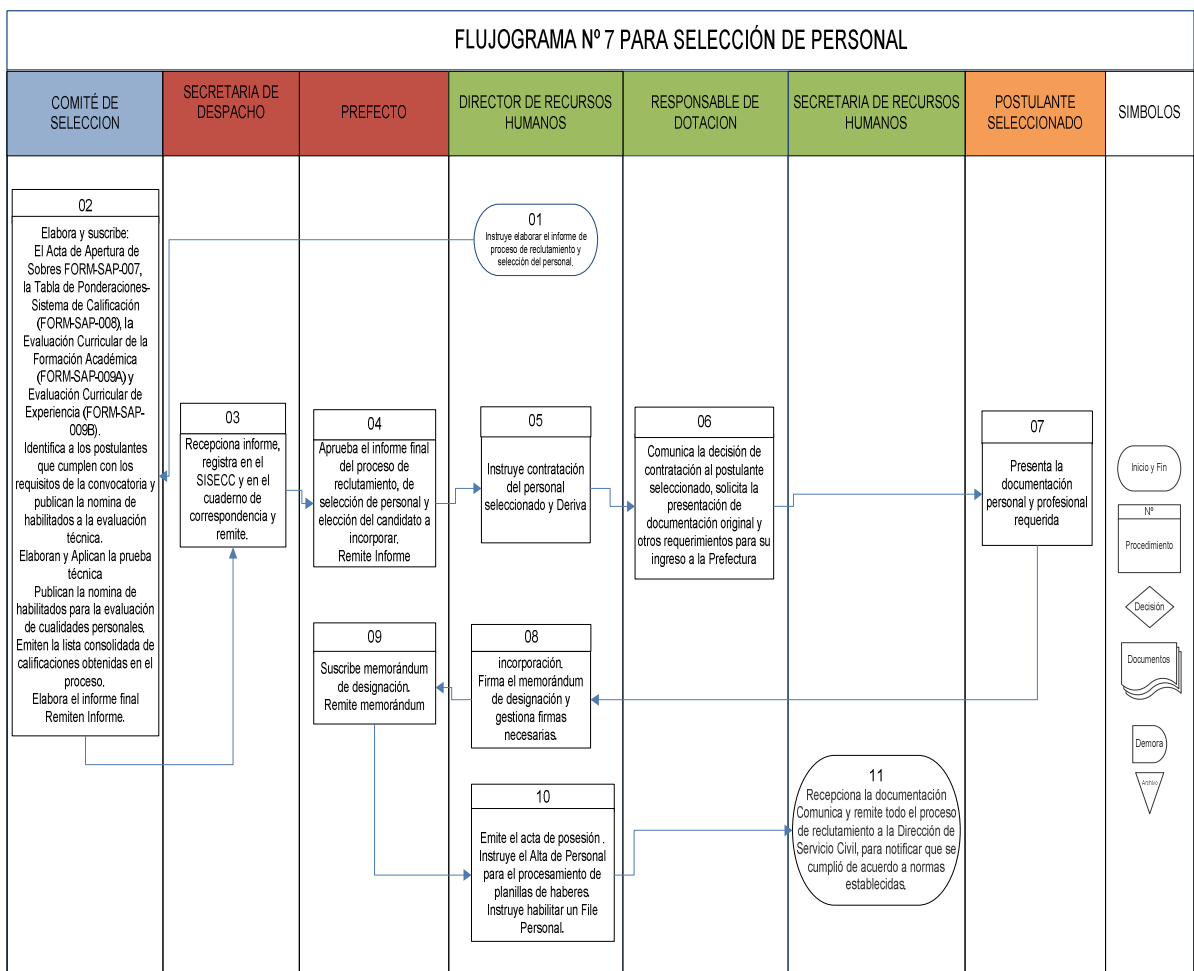 FLUJOGRAMA Nº 7 PARA SELECCIÓN DE PERSONAL
COMITÉ DE
SELECCION
SECRETARIA DE
DESPACHO
PREFECTO
DIRECTOR DE RECURSOS
HUMANOS
RESPONSABLE DE
DOTACION
SECRETARIA DE RECURSOS
HUMANOS
POSTULANTE
SELECCIONADO
SIMBOLOS
01
Instruye elaborar el informe de
proceso de reclutamiento y
selección del personal.
02
Elabora y suscribe:
El Acta de Apertura de
Sobres FORM-SAP-007,
la Tabla de Ponderaciones-
Sistema de Calificación
(FORM-SAP-008), la
Evaluación Curricular de la
Formación Académica
(FORM-SAP-009A) y
Evaluación Curricular de
Experiencia (FORM-SAP-
009B).
Identifica a los postulantes
que cumplen con los
requisitos de la convocatoria y
publican la nomina de
habilitados a la evaluación
técnica.
Elaboran y Aplican la prueba
técnica
Publican la nomina de
habilitados para la evaluación
de cualidades personales.
Emiten la lista consolidada de
calificaciones obtenidas en el
proceso.
Elabora el informe final
Remiten Informe.
03
Recepciona informe,
registra en el
SISECC y en el
cuaderno de
correspondencia y
remite.
04
Aprueba el informe final
del proceso de
reclutamiento, de
selección de personal y
elección del candidato a
incorporar.
Remite Informe
05
Instruye contratación
del personal
seleccionado y Deriva
06
Comunica la decisión de
contratación al postulante
seleccionado, solicita la
presentación de
documentación original y
otros requerimientos para su
ingreso a la Prefectura
07
Presenta la
documentación
personal y profesional
requerida
08
incorporación.
Firma el memorándum
de designación y
gestiona firmas
necesarias.
09
Suscribe memorándum
de designación.
Remite memorándum
10
Emite el acta de posesión .
Instruye el Alta de Personal
para el procesamiento de
planillas de haberes.
Instruye habilitar un File
Personal.
11
Recepciona la documentación
Comunica y remite todo el proceso
de reclutamiento a la Dirección de
Servicio Civil, para notificar que se
cumplió de acuerdo a normas
establecidas.
Inicio y Fin
Nº
Procedimiento
Decisión
Documentos
Demora
Archivo